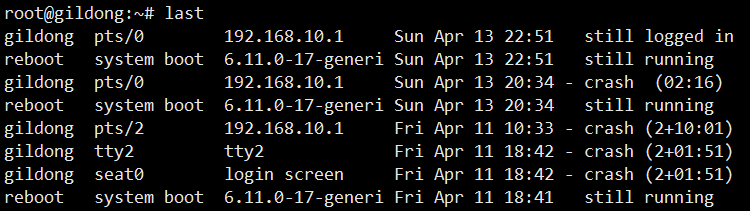 root@gildong:~# last
gildong  pts/0        192.168.10.1     Sun Apr 13 22:51   still logged in
reboot   system boot  6.11.0-17-generi Sun Apr 13 22:51   still running
gildong  pts/0        192.168.10.1     Sun Apr 13 20:34 - crash  (02:16)
reboot   system boot  6.11.0-17-generi Sun Apr 13 20:34   still running
gildong  pts/2        192.168.10.1     Fri Apr 11 10:33 - crash (2+10:01)
gildong  tty2         tty2             Fri Apr 11 18:42 - crash (2+01:51)
gildong  seat0        login screen     Fri Apr 11 18:42 - crash (2+01:51)
reboot   system boot  6.11.0-17-generi Fri Apr 11 18:41   still running